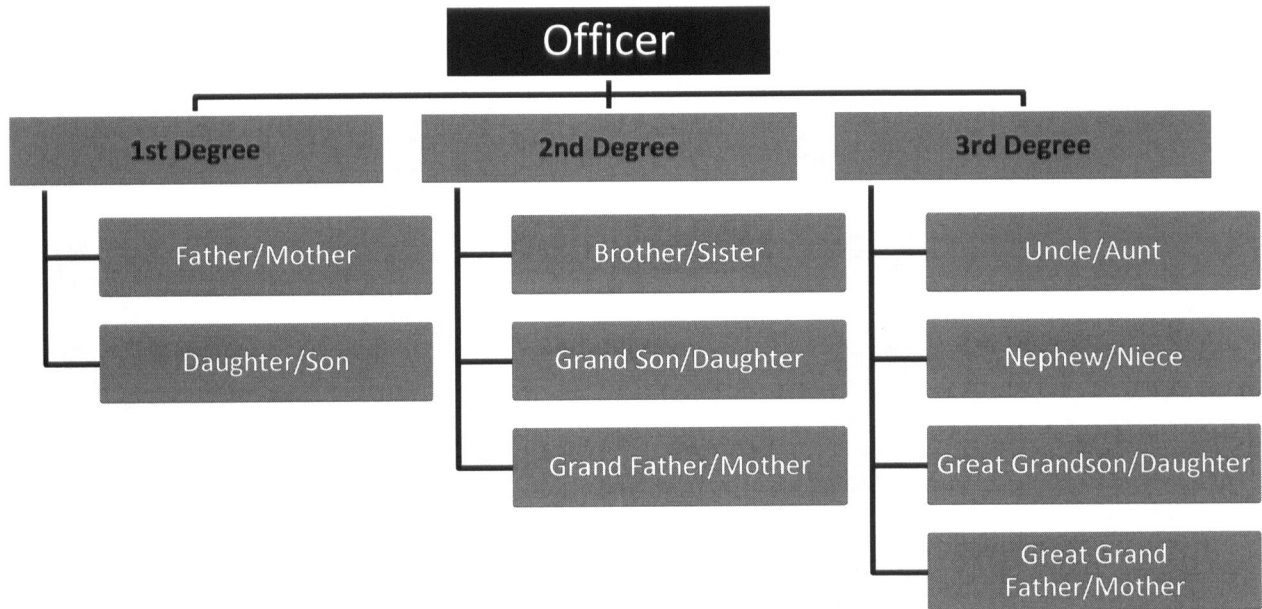 Officer
1st Degree
Father/Mother
Daughter/Son
2nd Degree
Brother/Sister
Grand Son/Daughter
Grand Father/Mother
3rd Degree
Uncle/Aunt
Nephew/Niece
Great Grandson/Daughter
Great Grand
Father/Mother